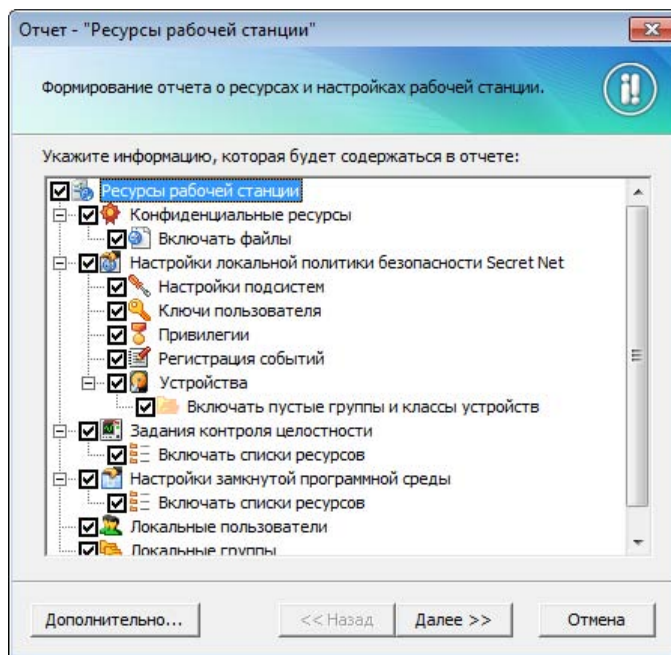 Отчет - "Ресурсы рабочей станции"
Формирование отчета о ресурсах и настройках рабочей станции.
Укажите информацию, которая будет содержаться в отчете:
Ресурсы рабочей станции
Конфиденциальные ресурсы
Включать файлы
Настройки локальной политики безопасности Secret Net
Настройки подсистем
Ключи пользователя
Привилегии
Регистрация событий
Устройства
Включать пустые группы и классы устройств
Задания контроля целостности
Включать списки ресурсов
Настройки замкнутой программной среды
Включать списки ресурсов
Локальные пользователи
Локальные группы
Дополнительно... << Назад Далее >> Отмена